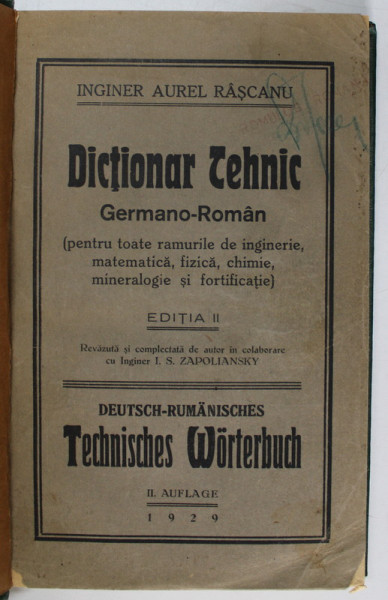 INGINER AUREL RÂȘCANU
Dicționar Tehnic
Germano-Român
(pentru toate ramurile de inginerie,
matematică, fizică, chimie,
mineralogie și fortificație)
EDIȚIA II
Revăzută și complectată de autor în colaborare
cu Inginer I. S. ZAPOLIANSKY
DEUTSCH-RUMÄNISCHES
Technisches Wörterbuch
II. AUFLAGE
1929